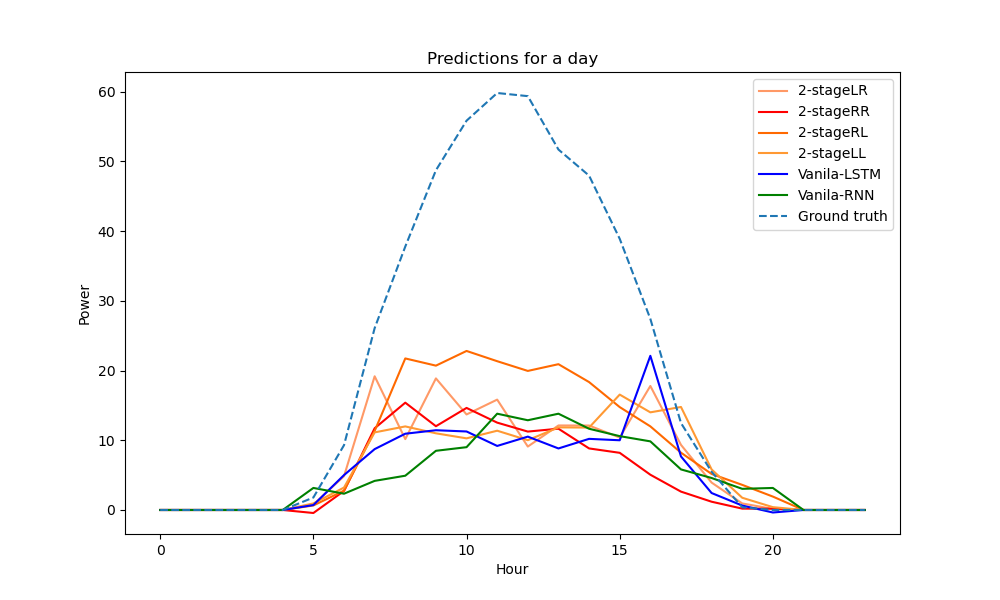 Predictions for a day
60
50
40
30
20
10
0
Power
0 5 10 15 20
Hour
2-stageLR
2-stageRR
2-stageRL
2-stageLL
Vanila-LSTM
Vanila-RNN
Ground truth